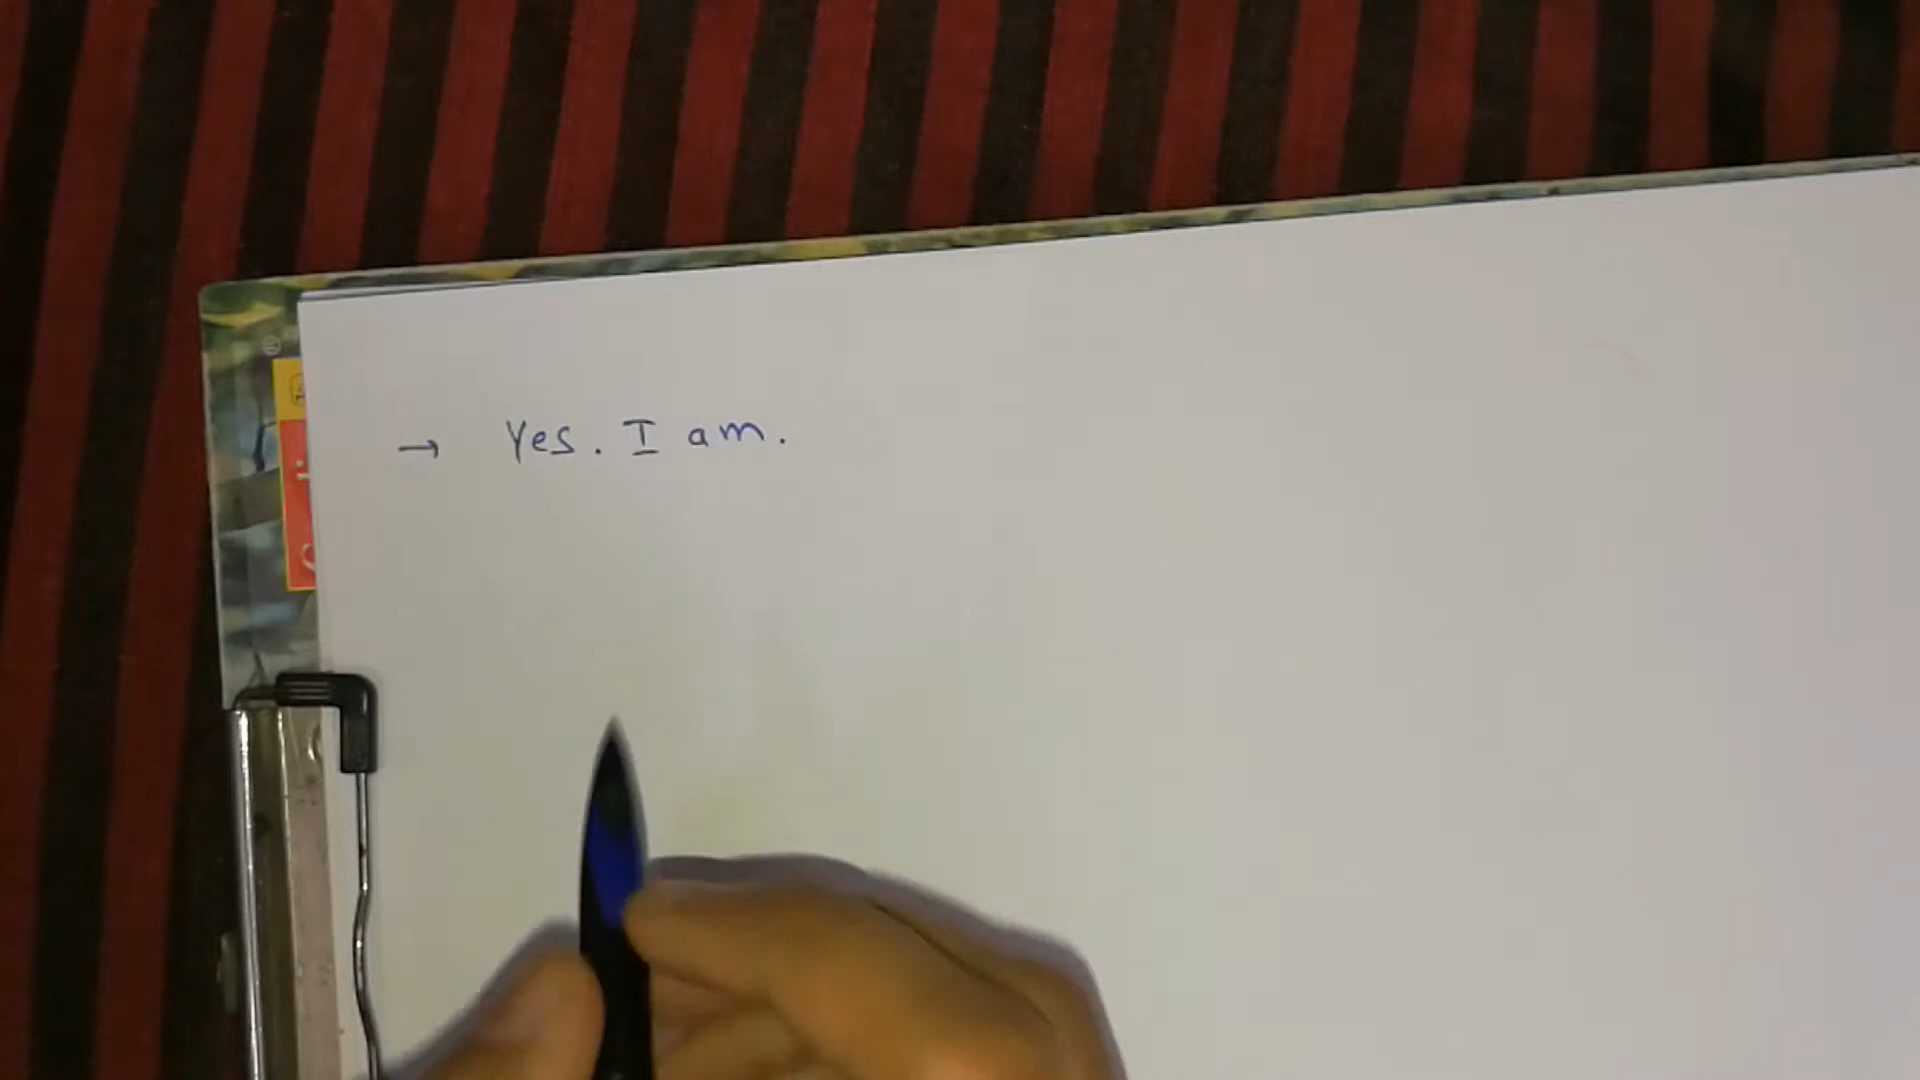 → Yes. I am.